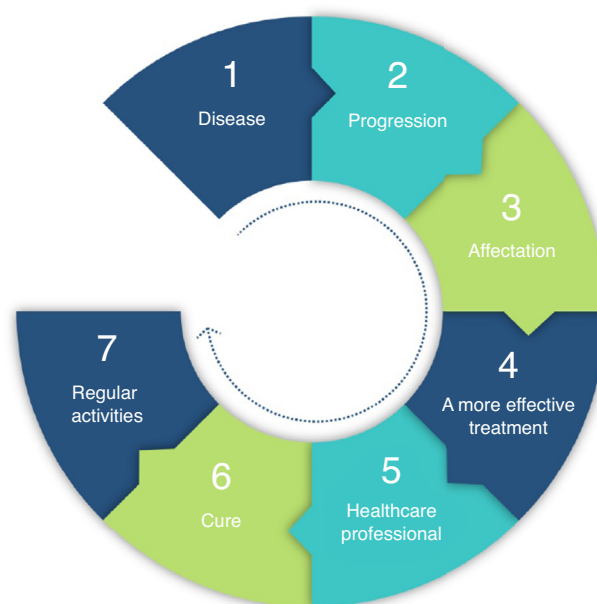 1
Disease
2
Progression
3
Affectation
4
A more effective
treatment
5
Healthcare
professional
6
Cure
7
Regular
activities